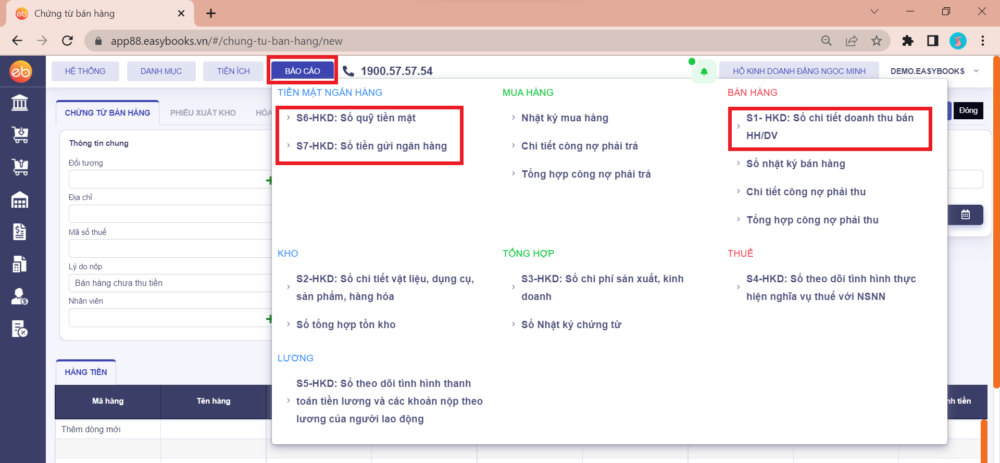 Chứng từ bán hàng
app88.easybooks.vn/#/chung-tu-ban-hang/new
eb
HỆ THỐNG
DANH MỤC
TIỆN ÍCH
BÁO CÁO
1900.57.57.54
HỘ KINH DOANH ĐẶNG NGỌC MINH
DEMO.EASYBOOKS
CHỨNG TỪ BÁN HÀNG
PHIẾU XUẤT KHO
HÓA
Đóng
Thông tin chung
Đối tượng
Địa chỉ
Mã số thuế
Lý do nộp
Bán hàng chưa thu tiền
Nhân viên
TIỀN MẶT NGÂN HÀNG
S6-HKD: Sổ quỹ tiền mặt
S7-HKD: Sổ tiền gửi ngân hàng
MUA HÀNG
Nhật ký mua hàng
Chi tiết công nợ phải trả
Tổng hợp công nợ phải trả
BÁN HÀNG
S1- HKD: Sổ chi tiết doanh thu bán
HH/DV
Sổ nhật ký bán hàng
Chi tiết công nợ phải thu
Tổng hợp công nợ phải thu
KHO
S2-HKD: Sổ chi tiết vật liệu, dụng cụ,
sản phẩm, hàng hóa
Sổ tổng hợp tồn kho
TỔNG HỢP
S3-HKD: Sổ chi phí sản xuất, kinh
doanh
Sổ Nhật ký chứng từ
THUẾ
S4-HKD: Sổ theo dõi tình hình thực
hiện nghĩa vụ thuế với NSNN
LƯƠNG
S5-HKD: Sổ theo dõi tình hình thanh
toán tiền lương và các khoản nộp theo
lương của người lao động
HÀNG TIỀN
Mã hàng
Tên hàng
nh tiền
Thêm dòng mới